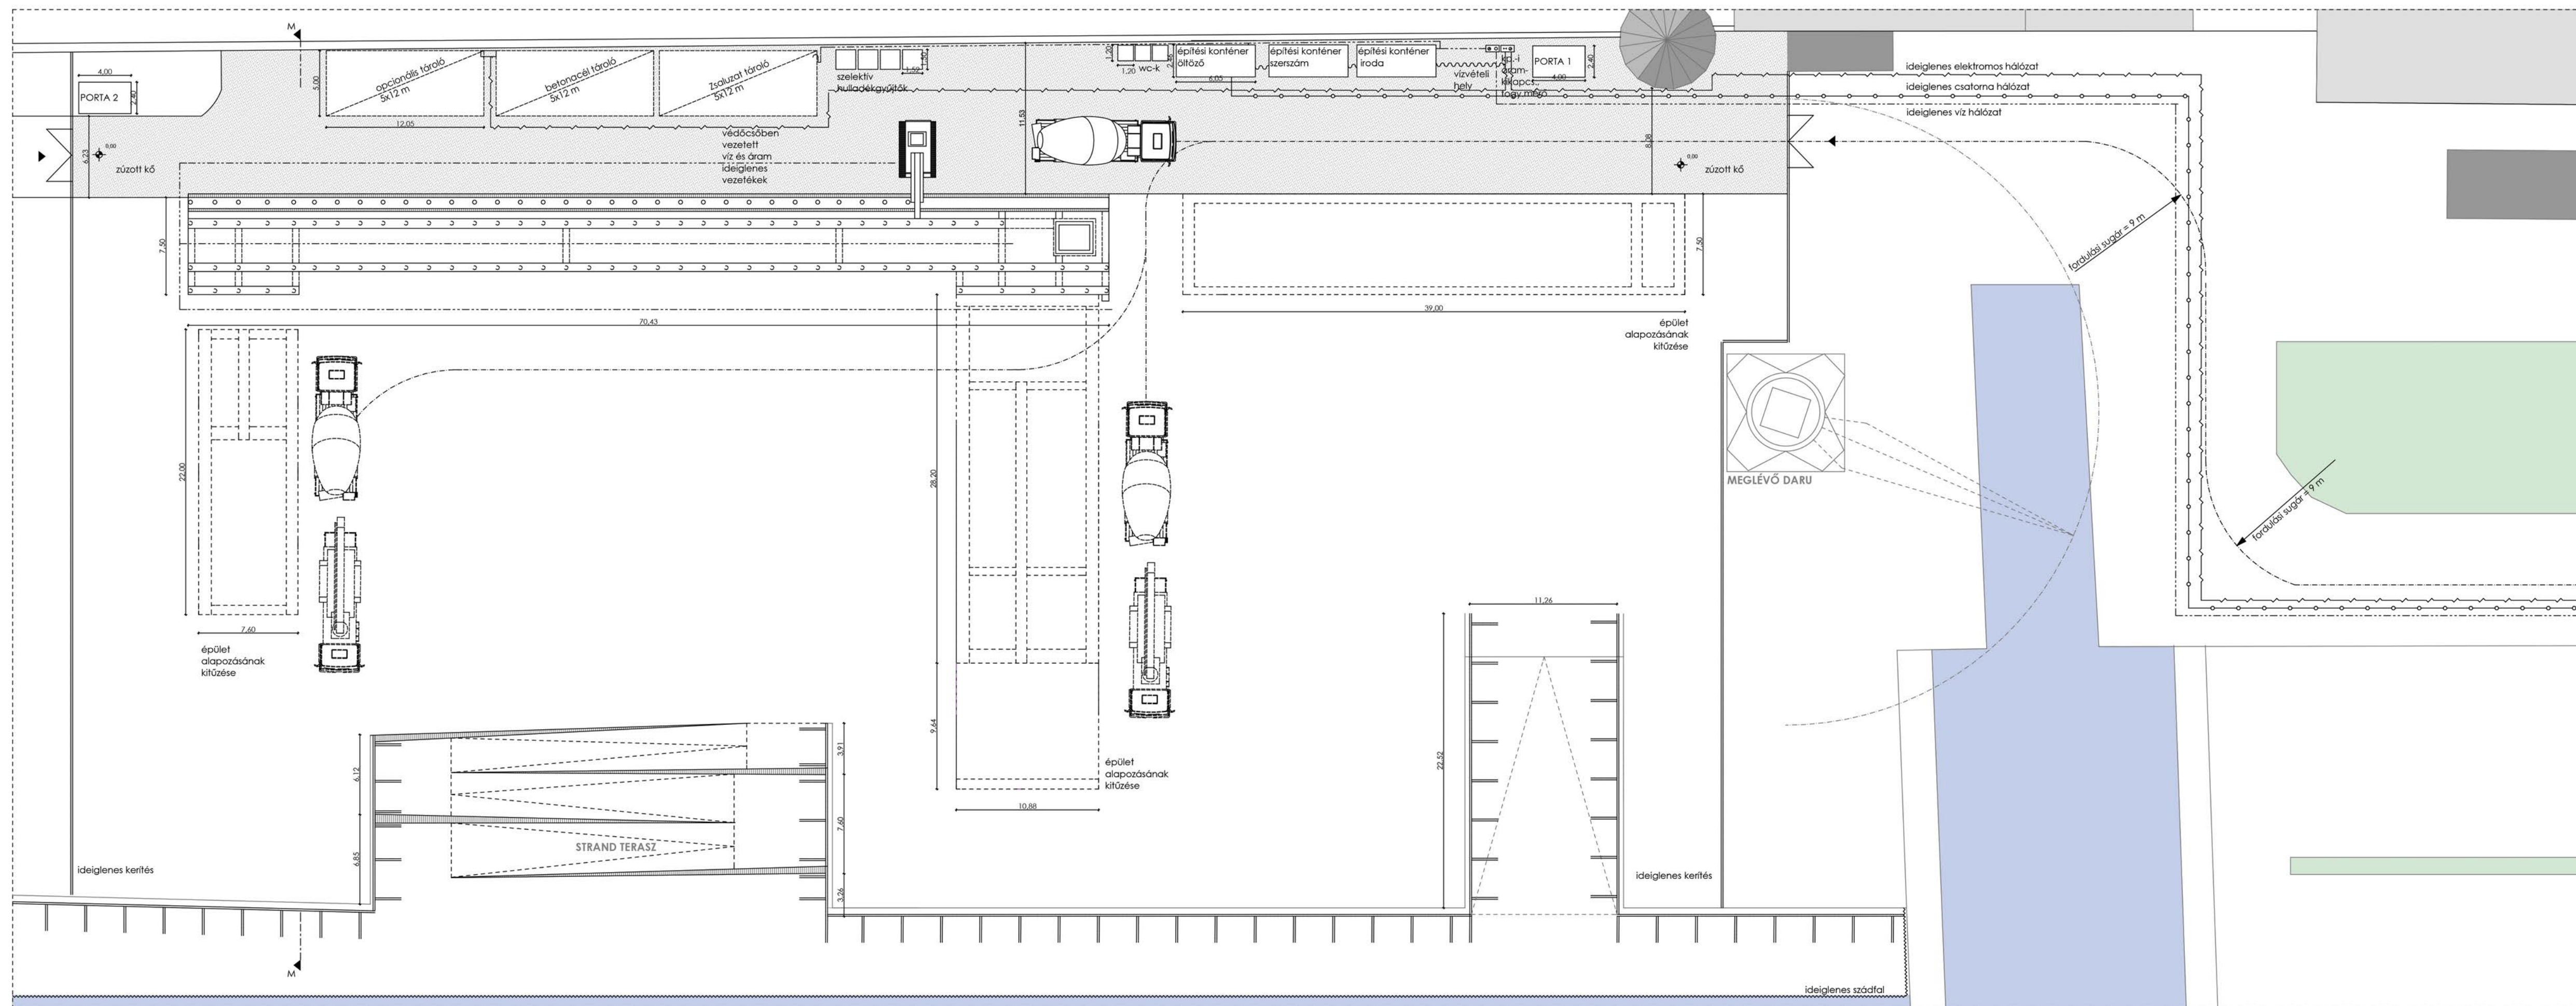 M
4,00
PORTA 2
2,40
6,23
0,00
zúzott kő
5,00
opcionális tároló
5x12 m
12,05
betonacél tároló
5x12 m
Zsaluzat tároló
5x12 m
szelektív
hulladékgyűjtők
1,50
védőcsőben
vezetett
víz és áram
ideiglenes
vezetékek
11,53
1,20
1,20
wc-k
építési konténer
öltöző
6,05
építési konténer
szerszám
építési konténer
iroda
vízvételi
hely
PORTA 1
4,00
2,40
8,08
0,00
zúzott kő
ideiglenes elektromos hálózat
ideiglenes csatorna hálózat
ideiglenes víz hálózat
fordulási sugár = 9 m
7,50
70,43
39,00
7,50
épület
alapozásának
kitűzése
22,00
7,60
épület
alapozásának
kitűzése
28,20
9,64
10,88
épület
alapozásának
kitűzése
MEGLÉVŐ DARU
fordulási sugár = 9 m
11,26
22,52
6,12
6,85
3,91
7,60
3,26
STRAND TERASZ
ideiglenes kerítés
ideiglenes kerítés
M
ideiglenes szádfal